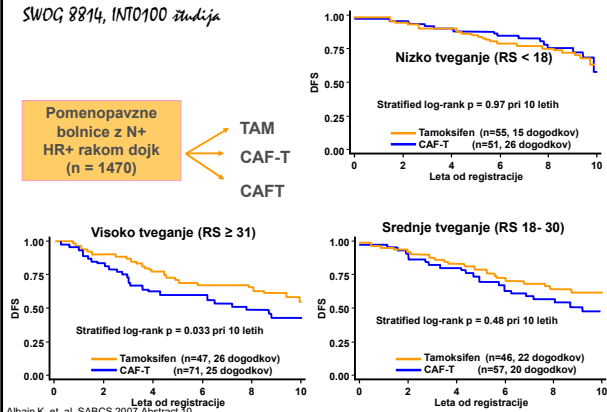 SWOG 8814, INT0100 študija
Pomenopavzne
bolnice z N+
HR+ rakom dojk
(n = 1470)
TAM
CAF-T
CAFT
Nizko tveganje (RS < 18)
1.00
0.75
0.50
0.25
0.00
DFS
Stratified log-rank p = 0.97 pri 10 letih
Tamoksifen (n=55, 15 dogodkov)
CAF-T (n=51, 26 dogodkov)
0 2 4 6 8 10
Leta od registracije
Visoko tveganje (RS ≥ 31)
1.00
0.75
0.50
0.25
0.00
DFS
Stratified log-rank p = 0.033 pri 10 letih
Tamoksifen (n=47, 26 dogodkov)
CAF-T (n=71, 25 dogodkov)
0 2 4 6 8 10
Leta od registracije
Srednje tveganje (RS 18- 30)
1.00
0.75
0.50
0.25
0.00
DFS
Stratified log-rank p = 0.48 pri 10 letih
Tamoksifen (n=46, 22 dogodkov)
CAF-T (n=57, 20 dogodkov)
0 2 4 6 8 10
Leta od registracije
Albain K, et. al. SABCS 2007 Abstract 10